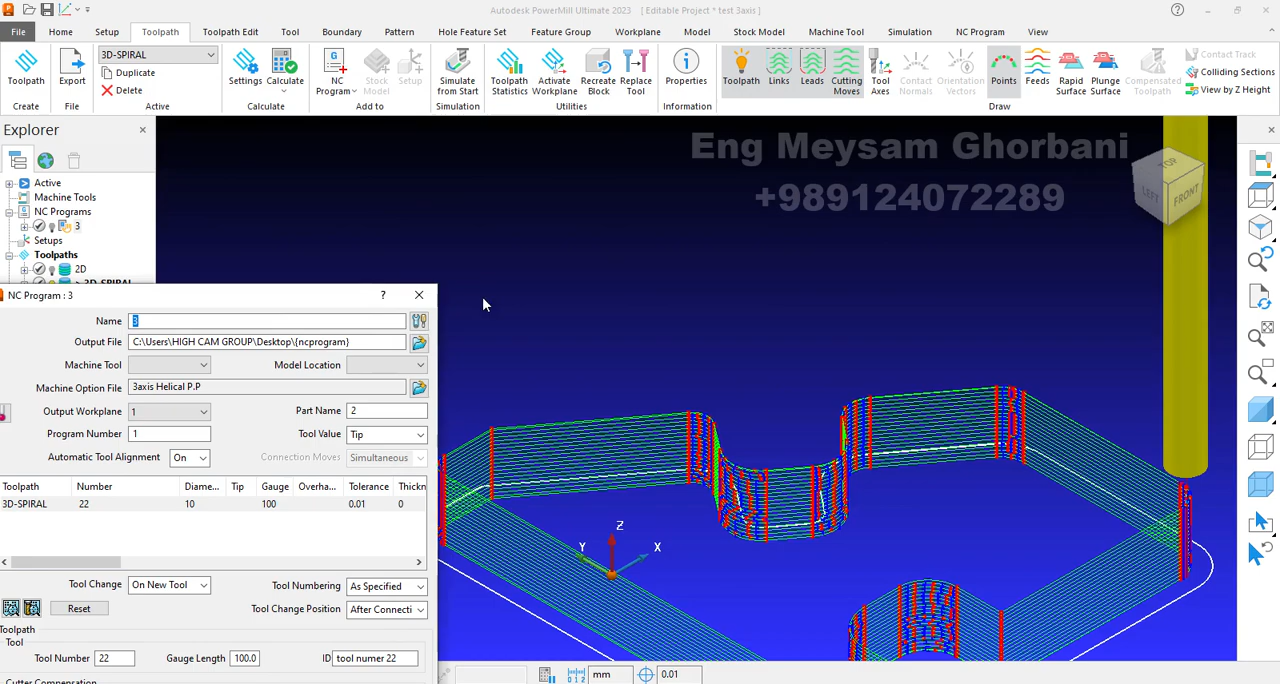 Autodesk PowerMill Ultimate 2023 [ Editable Project * test 3axis ]
File Home Setup Toolpath Toolpath Edit Tool Boundary Pattern Hole Feature Set Feature Group Workplane Model Stock Model Machine Tool Simulation NC Program View
3D-SPIRAL
Duplicate
Delete
Toolpath
Export
Settings
Calculate
NC Program
Stock Model
Setup
Simulate from Start
Toolpath Statistics
Activate Workplane
Recreate Block
Replace Tool
Properties
Toolpath
Links
Leads
Cutting Moves
Tool Axes
Contact Normals
Orientation Vectors
Points
Feeds
Rapid Surface
Plunge Surface
Compensated Toolpath
Contact Track
Colliding Sections
View by Z Height
Create File Active Calculate Add to Simulation Utilities Information Draw
Explorer
Active
Machine Tools
NC Programs
3
Setups
Toolpaths
2D
> 3D-SPIRAL
Eng Meysam Ghorbani
+989124072289
TOP
LEFT
FRONT
NC Program : 3
Name 3
Output File C:\Users\HIGH CAM GROUP\Desktop\{ncprogram}
Machine Tool Model Location
Machine Option File 3axis Helical P.P
Output Workplane 1 Part Name 2
Program Number 1 Tool Value Tip
Automatic Tool Alignment On Connection Moves Simultaneous
Toolpath Number Diame... Tip Gauge Overha... Tolerance Thickn
3D-SPIRAL 22 10 100 0.01 0
Tool Change On New Tool Tool Numbering As Specified
Reset Tool Change Position After Connecti
Toolpath
Tool
Tool Number 22 Gauge Length 100.0 ID tool numer 22
Cutter Compensation
Z
Y
X
mm 0.01